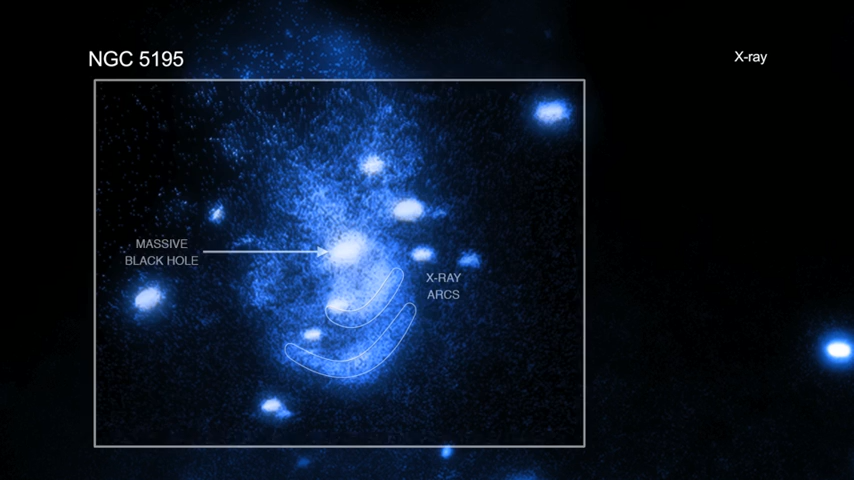 NGC 5195
X-ray
MASSIVE
BLACK HOLE
X-RAY
ARCS